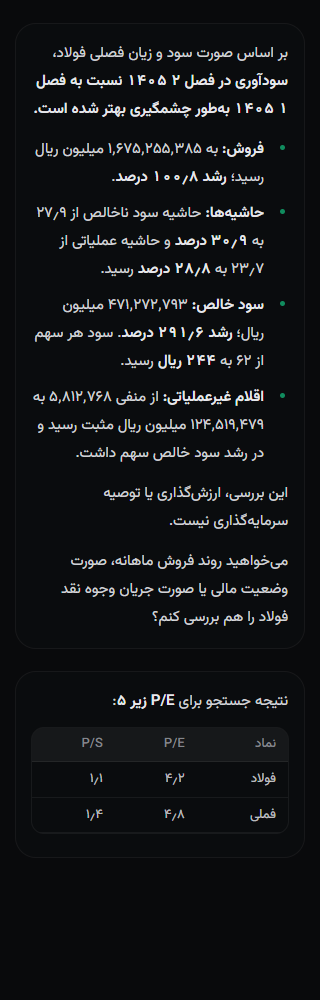 بر اساس صورت سود و زیان فصلی فولاد،
سودآوری در فصل ۲ ۱۴۰۵ نسبت به فصل
۱ ۱۴۰۵ به‌طور چشمگیری بهتر شده است.
• فروش: به ۱,۶۷۵,۲۵۵,۳۸۵ میلیون ریال
رسید؛ رشد ۱۰۰٫۸ درصد.
• حاشیه‌ها: حاشیه سود ناخالص از ۲۷٫۹
به ۳۰٫۹ درصد و حاشیه عملیاتی از
۲۳٫۷ به ۲۸٫۸ درصد رسید.
• سود خالص: ۴۷۱,۲۷۲,۷۹۳ میلیون
ریال؛ رشد ۲۹۱٫۶ درصد. سود هر سهم
از ۶۲ به ۲۴۴ ریال رسید.
• اقلام غیرعملیاتی: از منفی ۵,۸۱۲,۷۶۸ به
۱۲۴,۵۱۹,۴۷۹ میلیون ریال مثبت رسید و
در رشد سود خالص سهم داشت.
این بررسی، ارزش‌گذاری یا توصیه
سرمایه‌گذاری نیست.
می‌خواهید روند فروش ماهانه، صورت
وضعیت مالی یا صورت جریان وجوه نقد
فولاد را هم بررسی کنم؟
نتیجه جستجو برای P/E زیر ۵:
نماد P/E P/S
فولاد ۴٫۲ ۱٫۱
فملی ۴٫۸ ۱٫۴